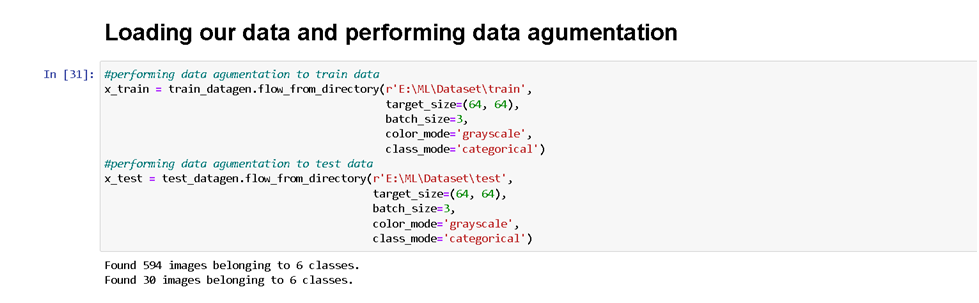 Loading our data and performing data agumentation
In [31]: #performing data agumentation to train data
x_train = train_datagen.flow_from_directory(r'E:\ML\Dataset\train',
target_size=(64, 64),
batch_size=3,
color_mode='grayscale',
class_mode='categorical')
#performing data agumentation to test data
x_test = test_datagen.flow_from_directory(r'E:\ML\Dataset\test',
target_size=(64, 64),
batch_size=3,
color_mode='grayscale',
class_mode='categorical')
Found 594 images belonging to 6 classes.
Found 30 images belonging to 6 classes.